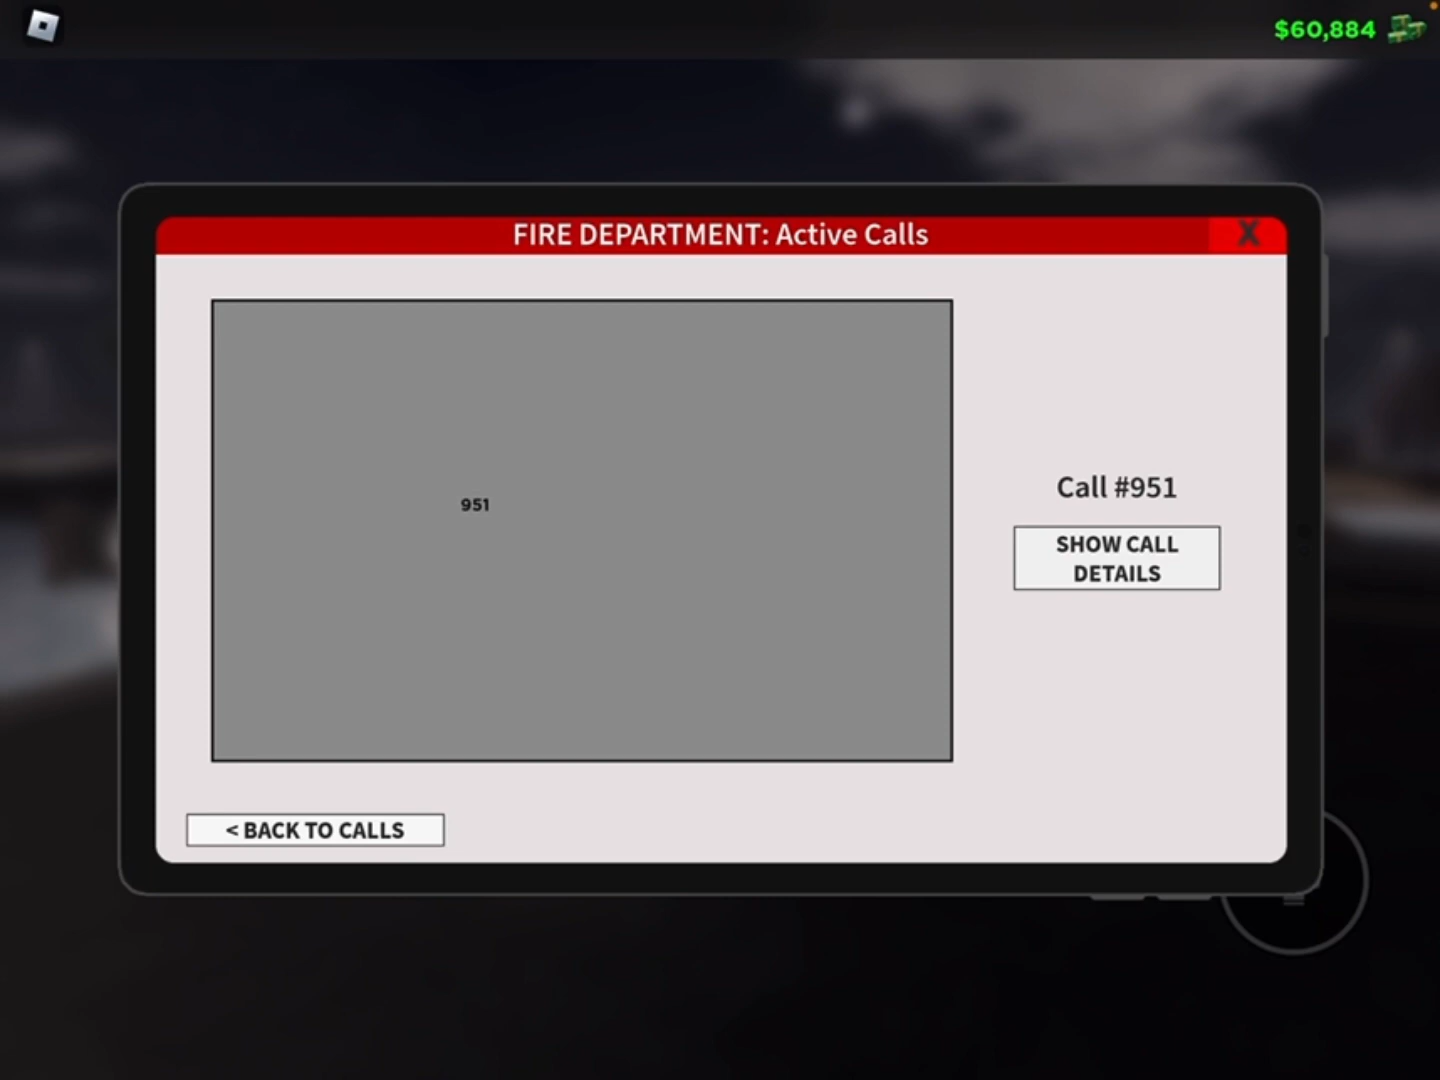 $60,884
FIRE DEPARTMENT: Active Calls
X
951
Call #951
SHOW CALL
DETAILS
< BACK TO CALLS